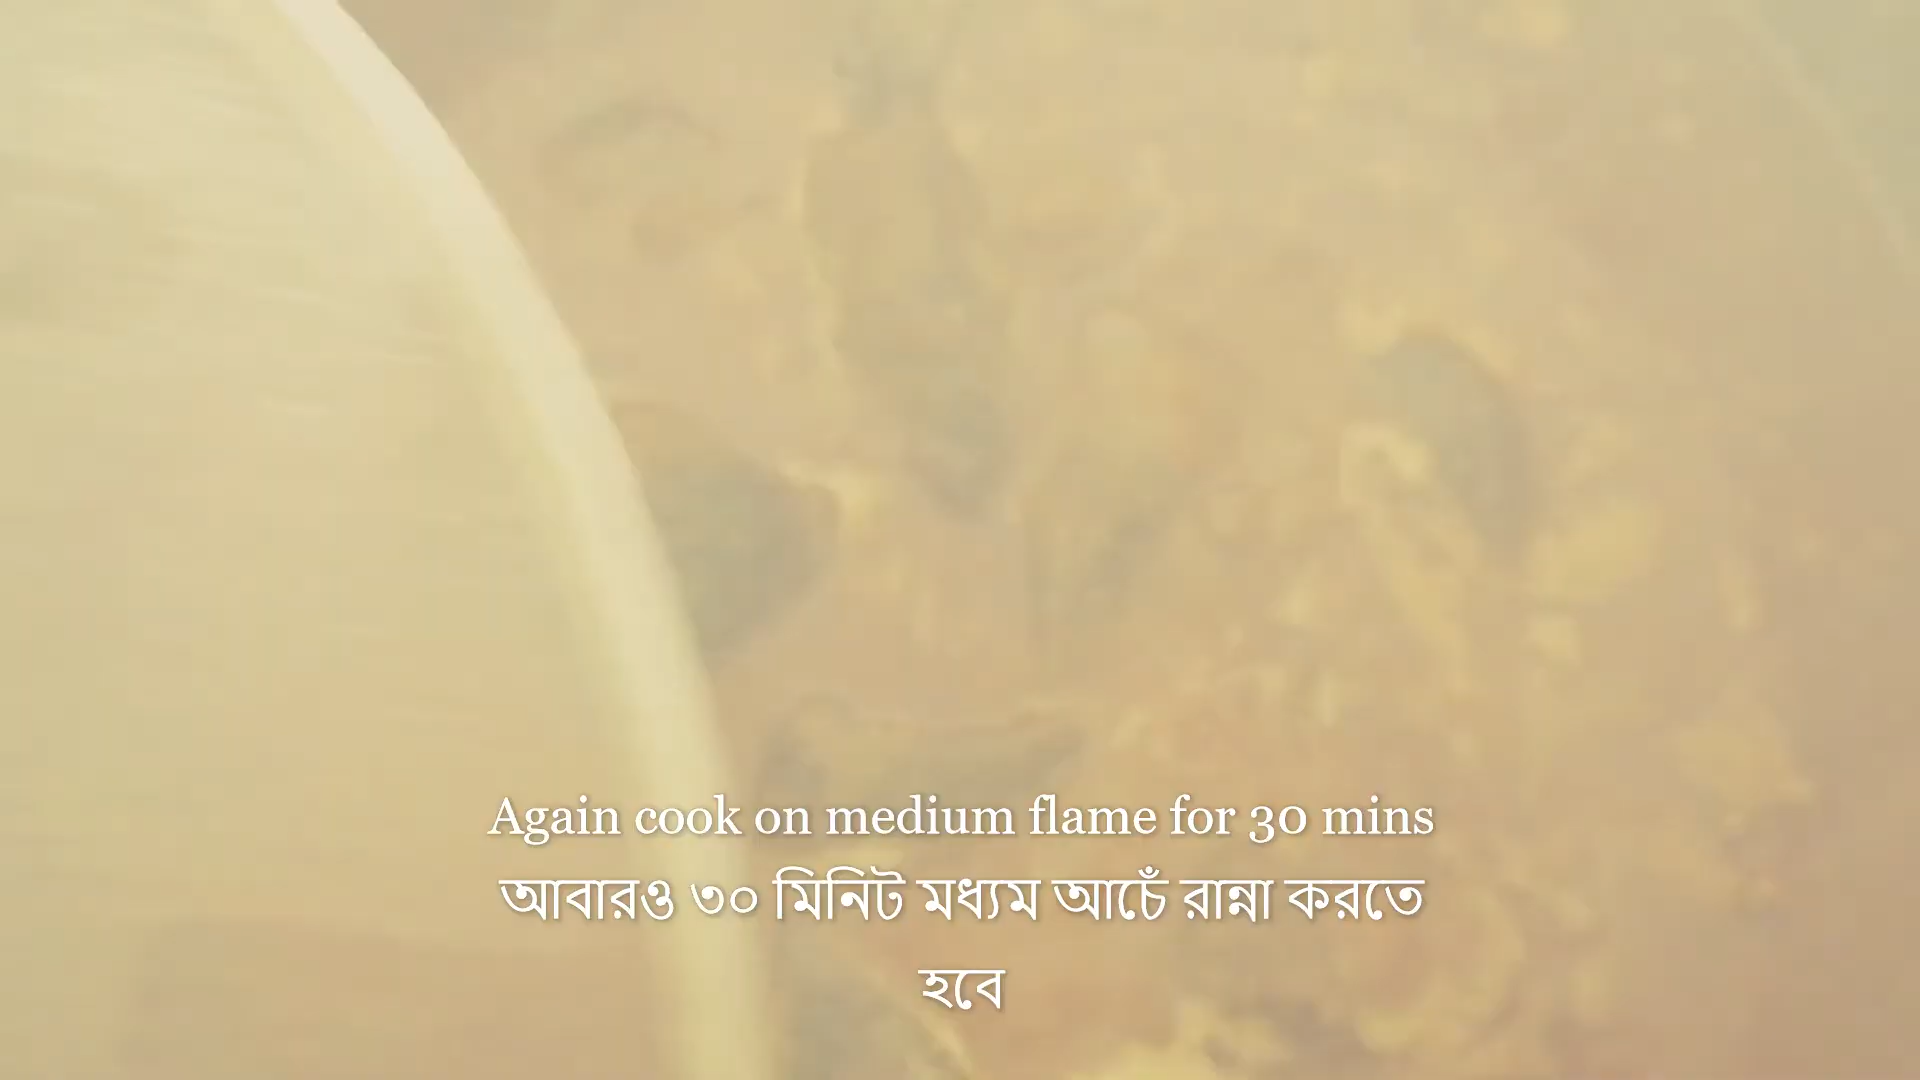 Again cook on medium flame for 30 mins
আবারও ৩০ মিনিট মধ্যম আচেঁ রান্না করতে
হবে